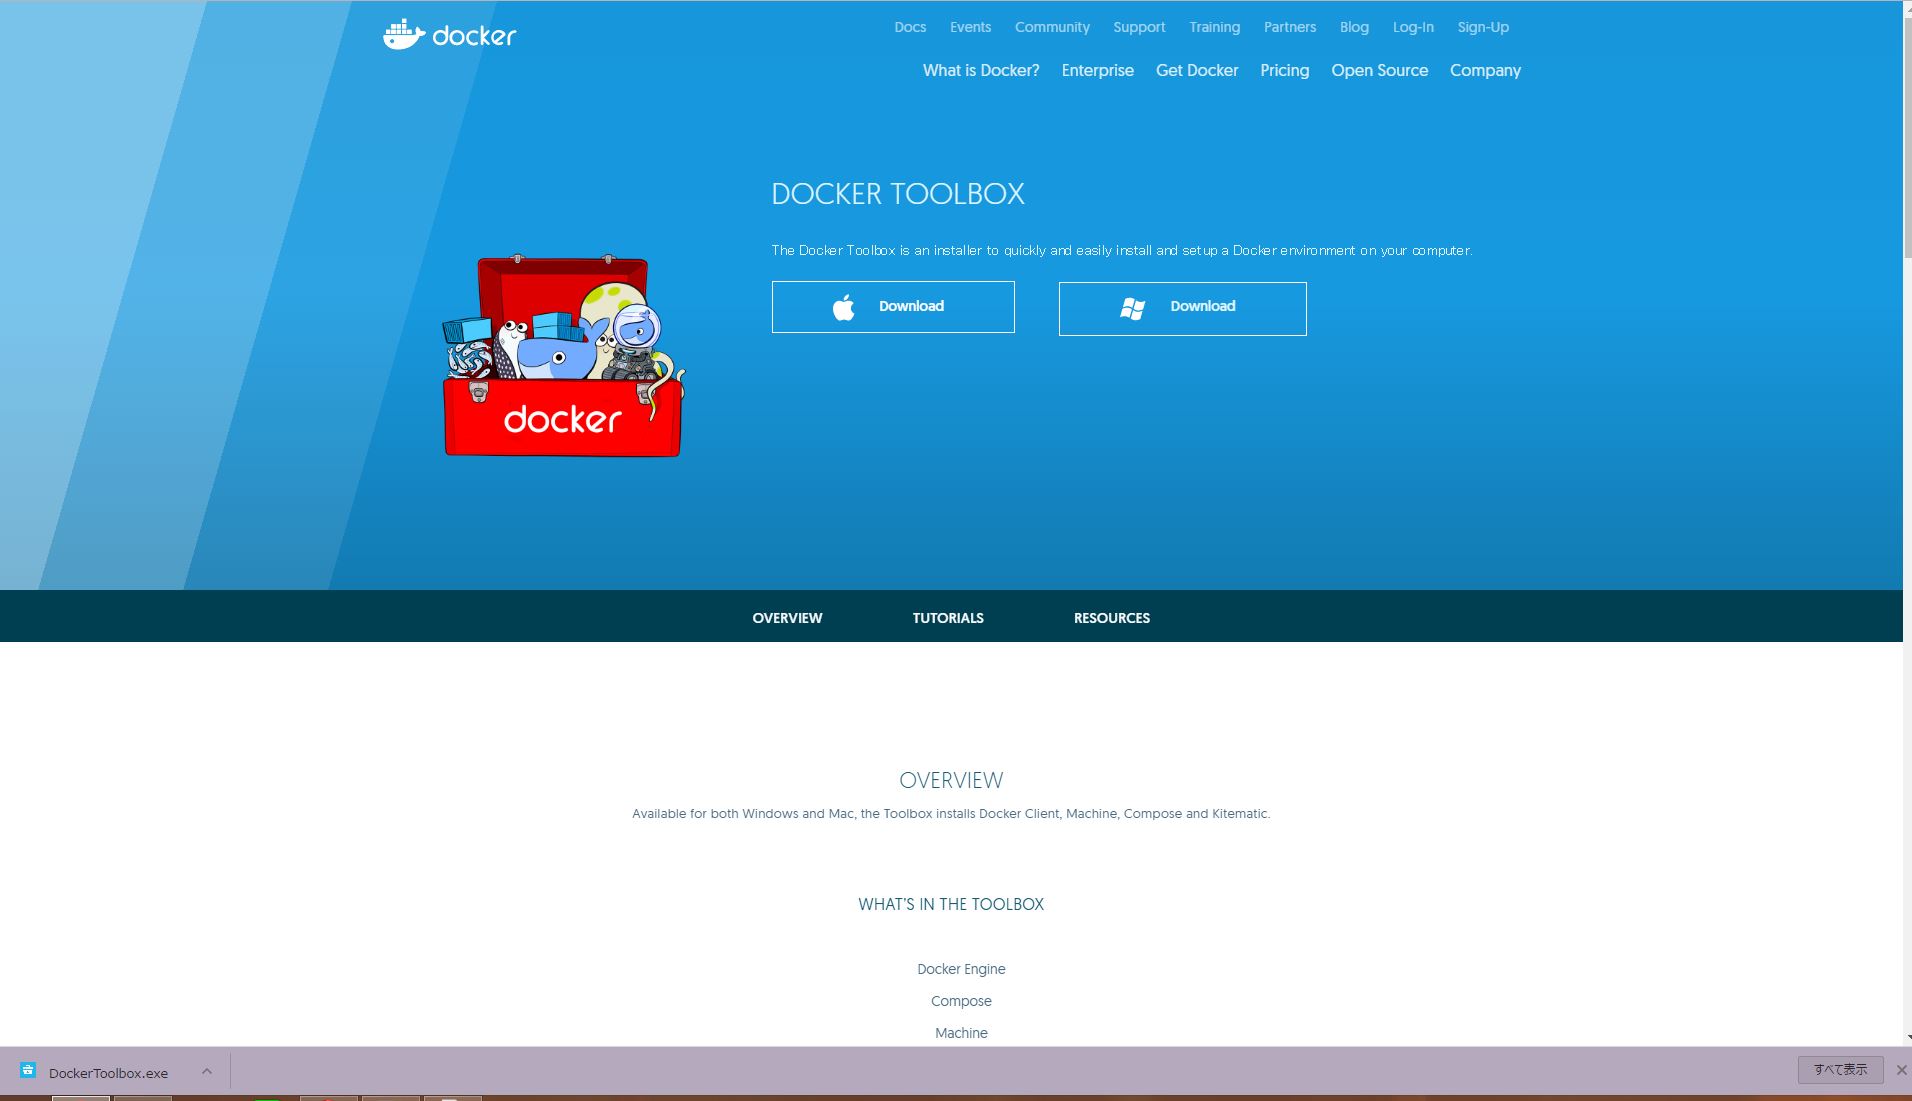 docker
Docs Events Community Support Training Partners Blog Log-In Sign-Up
What is Docker? Enterprise Get Docker Pricing Open Source Company
DOCKER TOOLBOX
The Docker Toolbox is an installer to quickly and easily install and setup a Docker environment on your computer.
Download Download
docker
OVERVIEW TUTORIALS RESOURCES
OVERVIEW
Available for both Windows and Mac, the Toolbox installs Docker Client, Machine, Compose and Kitematic.
WHAT'S IN THE TOOLBOX
Docker Engine
Compose
Machine
DockerToolbox.exe すべて表示